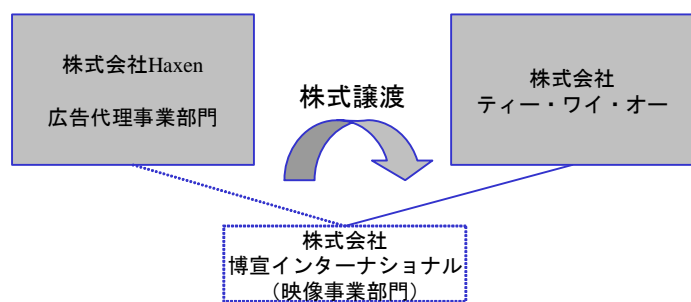 株式会社Haxen
広告代理事業部門
株式譲渡
株式会社
ティー・ワイ・オー
株式会社
博宣インターナショナル
（映像事業部門）